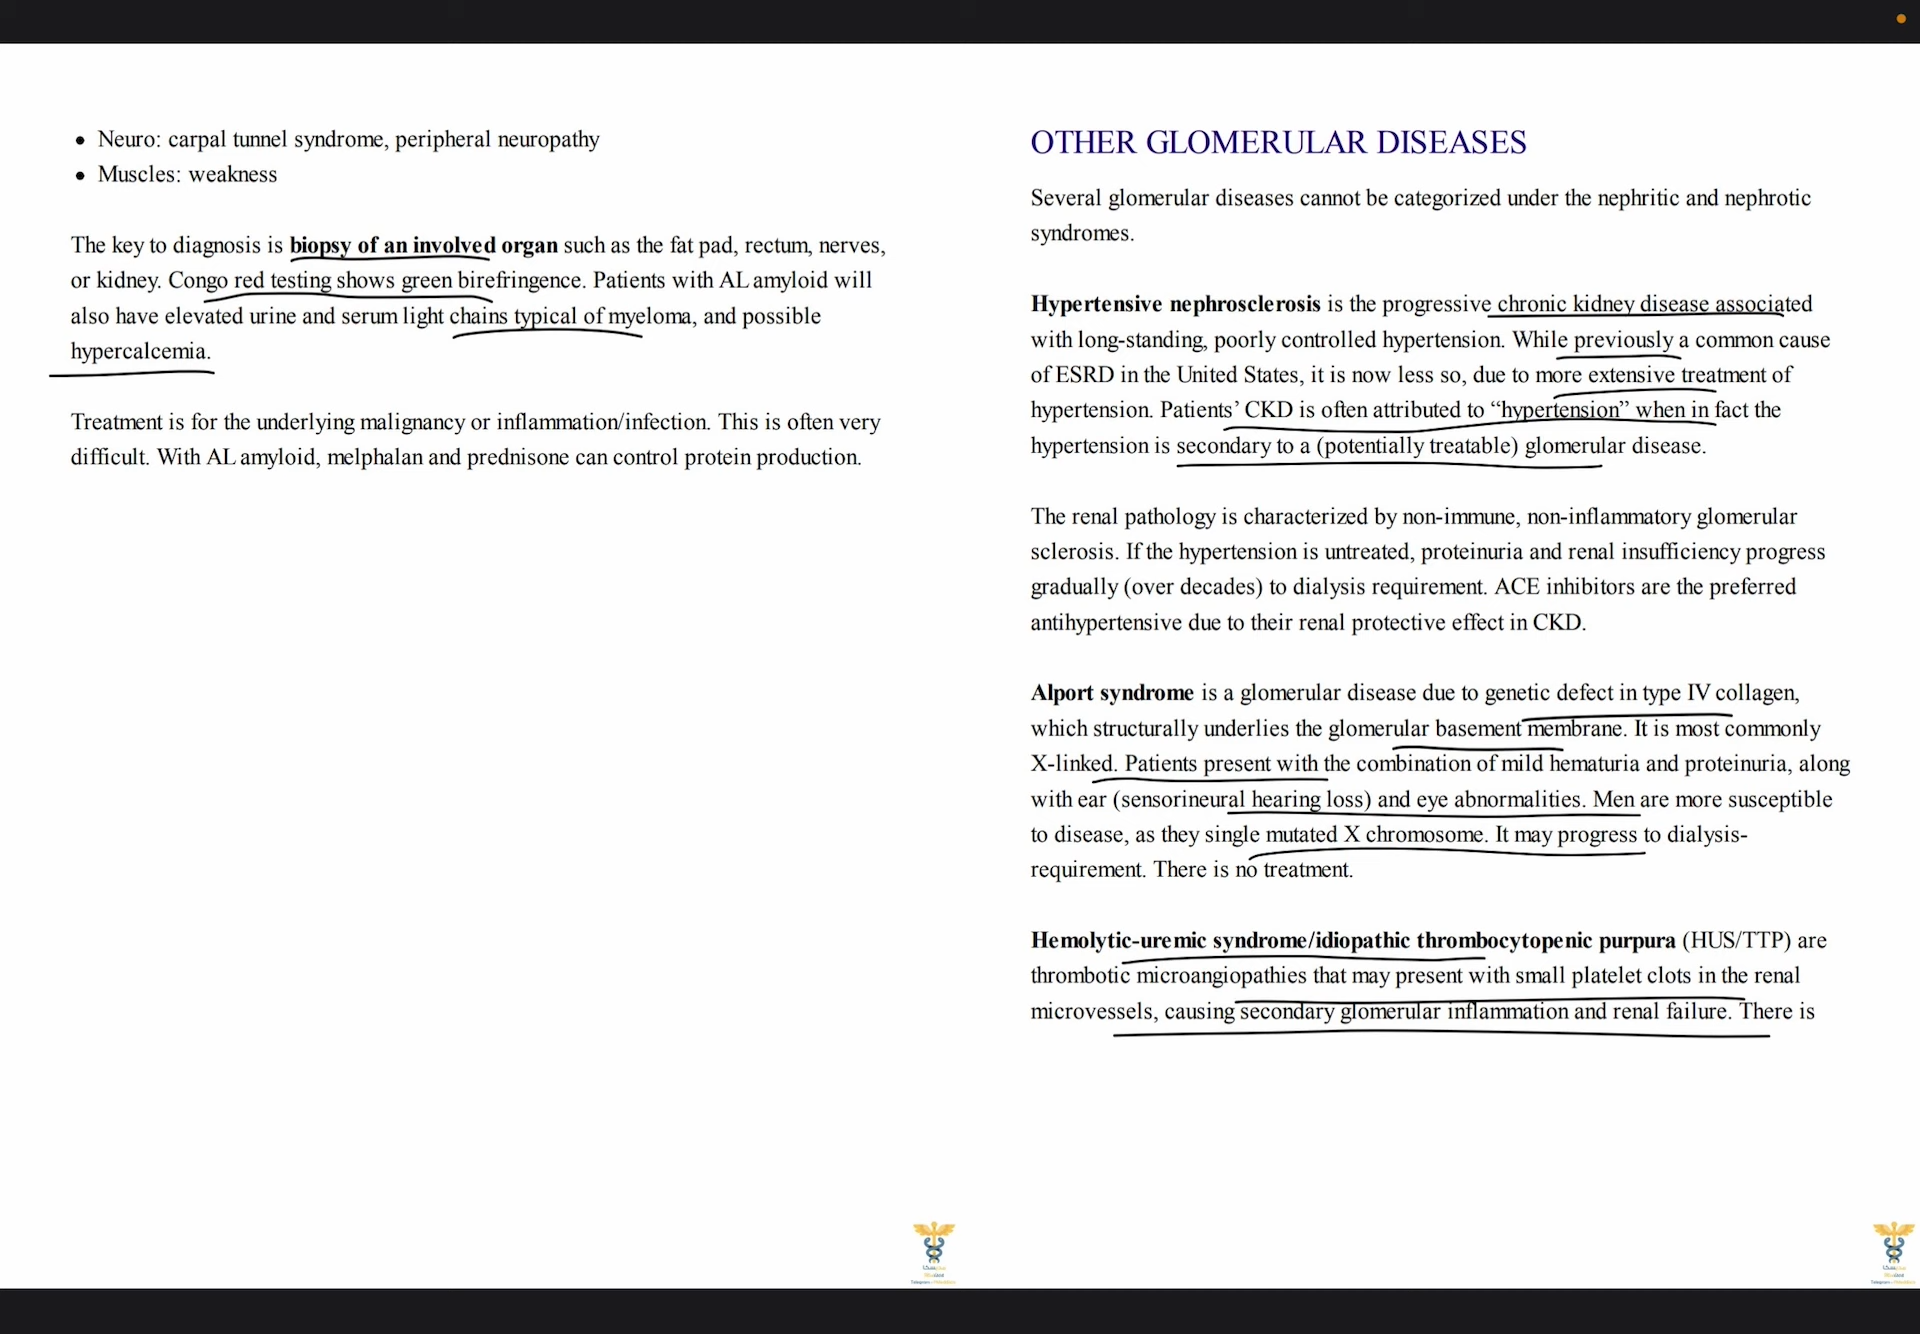 • Neuro: carpal tunnel syndrome, peripheral neuropathy
• Muscles: weakness
The key to diagnosis is biopsy of an involved organ such as the fat pad, rectum, nerves,
or kidney. Congo red testing shows green birefringence. Patients with AL amyloid will
also have elevated urine and serum light chains typical of myeloma, and possible
hypercalcemia.
Treatment is for the underlying malignancy or inflammation/infection. This is often very
difficult. With AL amyloid, melphalan and prednisone can control protein production.
OTHER GLOMERULAR DISEASES
Several glomerular diseases cannot be categorized under the nephritic and nephrotic
syndromes.
Hypertensive nephrosclerosis is the progressive chronic kidney disease associated
with long-standing, poorly controlled hypertension. While previously a common cause
of ESRD in the United States, it is now less so, due to more extensive treatment of
hypertension. Patients’ CKD is often attributed to “hypertension” when in fact the
hypertension is secondary to a (potentially treatable) glomerular disease.
The renal pathology is characterized by non-immune, non-inflammatory glomerular
sclerosis. If the hypertension is untreated, proteinuria and renal insufficiency progress
gradually (over decades) to dialysis requirement. ACE inhibitors are the preferred
antihypertensive due to their renal protective effect in CKD.
Alport syndrome is a glomerular disease due to genetic defect in type IV collagen,
which structurally underlies the glomerular basement membrane. It is most commonly
X-linked. Patients present with the combination of mild hematuria and proteinuria, along
with ear (sensorineural hearing loss) and eye abnormalities. Men are more susceptible
to disease, as they single mutated X chromosome. It may progress to dialysis-
requirement. There is no treatment.
Hemolytic-uremic syndrome/idiopathic thrombocytopenic purpura (HUS/TTP) are
thrombotic microangiopathies that may present with small platelet clots in the renal
microvessels, causing secondary glomerular inflammation and renal failure. There is